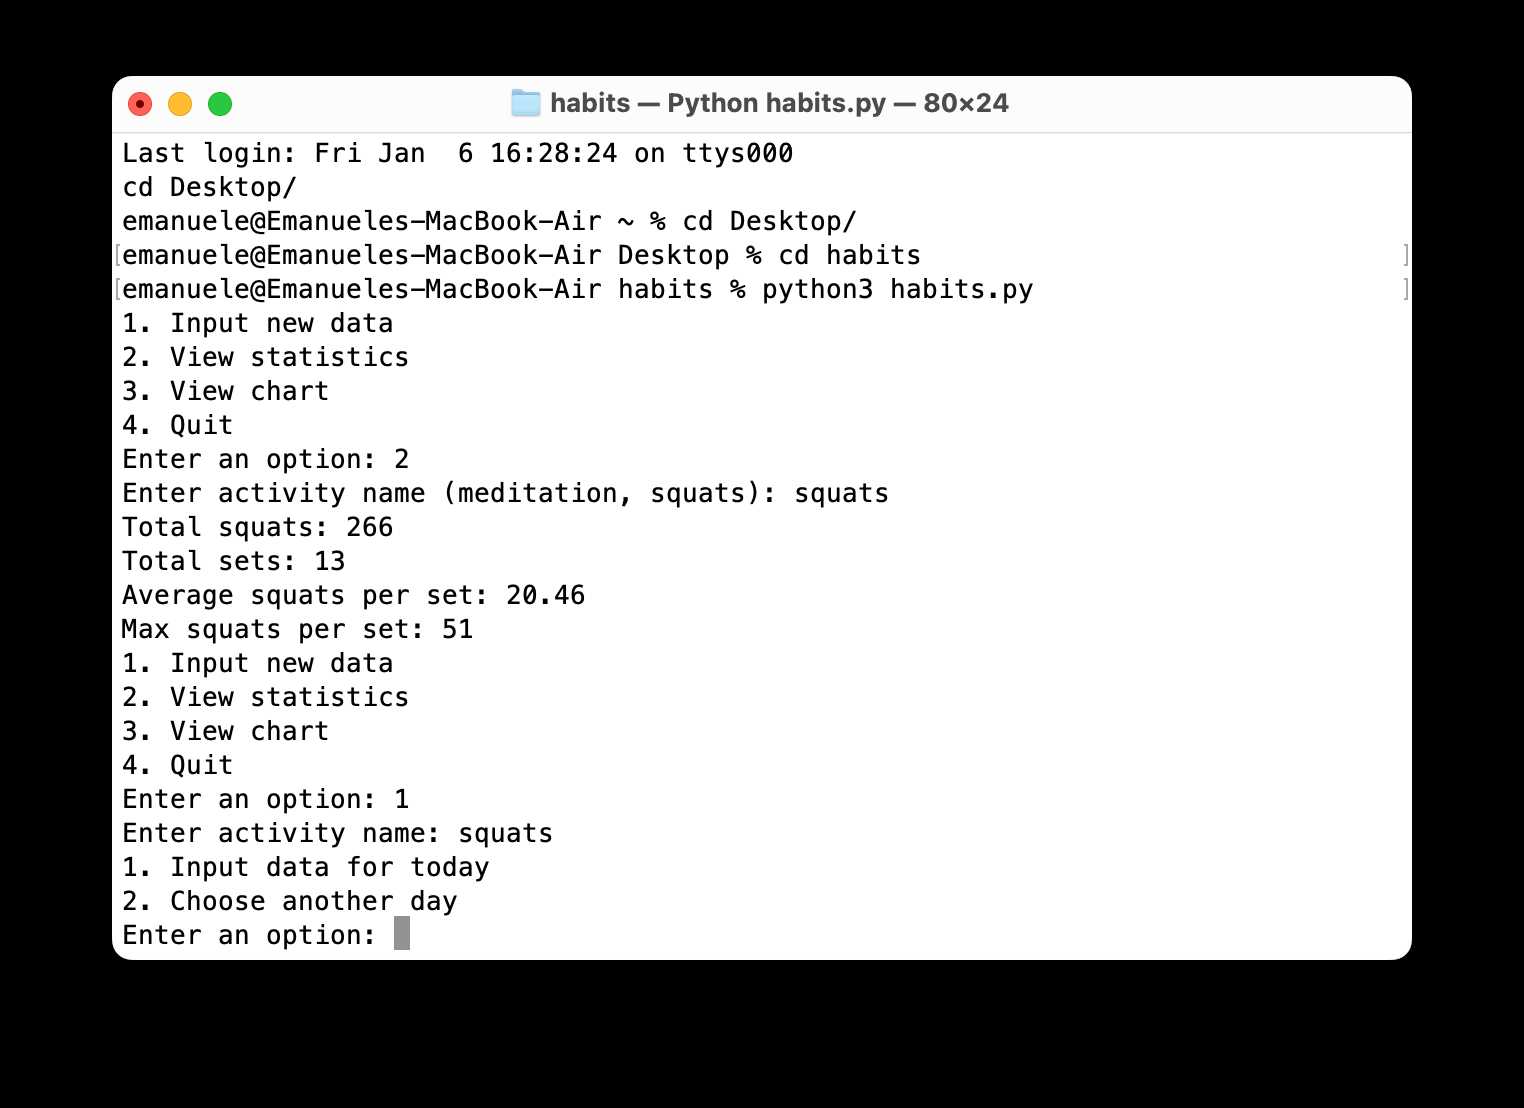 habits — Python habits.py — 80×24
Last login: Fri Jan  6 16:28:24 on ttys000
cd Desktop/
emanuele@Emanueles-MacBook-Air ~ % cd Desktop/
[emanuele@Emanueles-MacBook-Air Desktop % cd habits ]
[emanuele@Emanueles-MacBook-Air habits % python3 habits.py ]
1. Input new data
2. View statistics
3. View chart
4. Quit
Enter an option: 2
Enter activity name (meditation, squats): squats
Total squats: 266
Total sets: 13
Average squats per set: 20.46
Max squats per set: 51
1. Input new data
2. View statistics
3. View chart
4. Quit
Enter an option: 1
Enter activity name: squats
1. Input data for today
2. Choose another day
Enter an option: